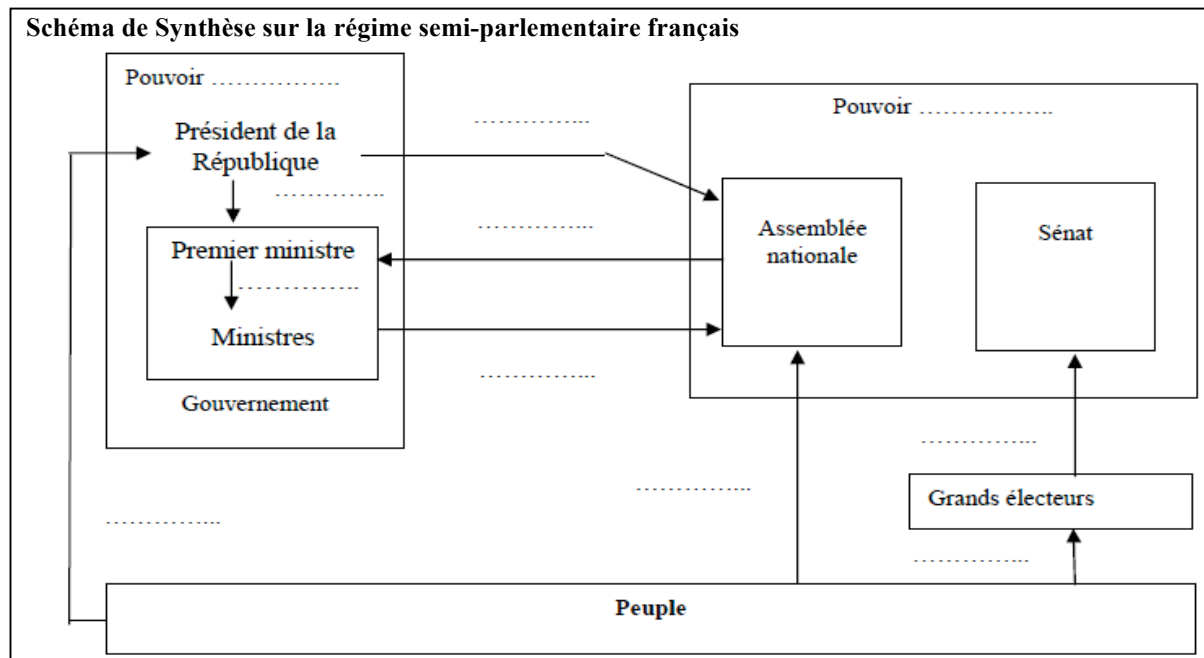 Schéma de Synthèse sur la régime semi-parlementaire français
Pouvoir …………….
Pouvoir …………….
Président de la
République
…………...
…………..
Premier ministre
…………..
Ministres
Gouvernement
…………...
…………...
Assemblée
nationale
Sénat
…………...
…………...
Grands électeurs
…………...
…………...
Peuple